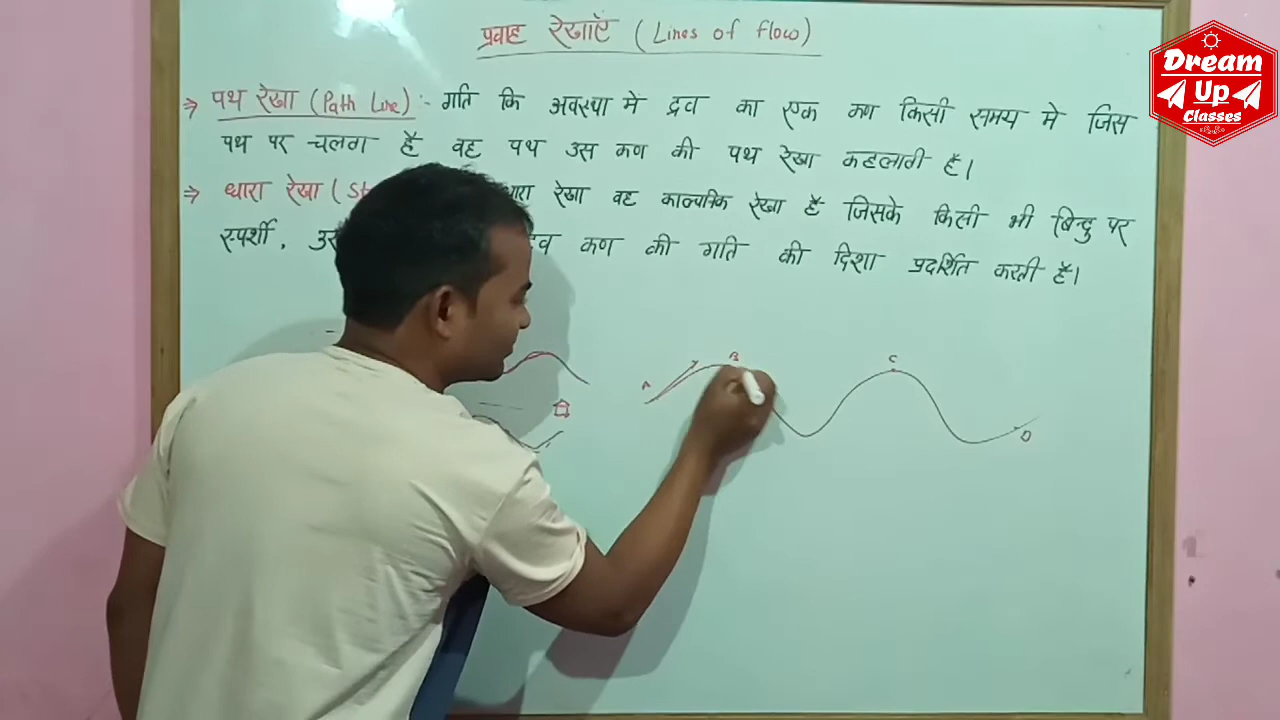 प्रवाह रेखाएँ (Lines of flow)
⇒ पथ रेखा (Path Line) :- गति कि अवस्था मे द्रव का एक कण किसी समय मे जिस
पथ पर चलता है वह पथ उस कण की पथ रेखा कहलाती है।
⇒ धारा रेखा ( धारा रेखा वह काल्पनिक रेखा है जिसके किसी भी बिन्दु पर
स्पर्शी, द्रव कण की गति की दिशा प्रदर्शित करती है।
A B C D
Dream
Up
Classes